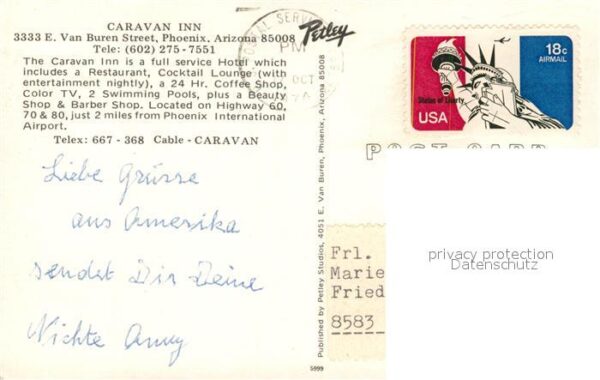 CARAVAN INN
3333 E. Van Buren Street, Phoenix, Arizona 85008
Tele: (602) 275-7551
The Caravan Inn is a full service Hotel which
includes a Restaurant, Cocktail Lounge (with
entertainment nightly), a 24 Hr. Coffee Shop,
Color TV, 2 Swimming Pools, plus a Beauty
Shop & Barber Shop. Located on Highway 60,
70 & 80, just 2 miles from Phoenix International
Airport.
Telex: 667-368 Cable-CARAVAN
Liebe Grüsse
aus Amerika
sendet Dir Deine
Nichte Anny
Published by Petley Studios, 4051 E. Van Buren, Phoenix, Arizona 85008
5999
Petley
SERV
PM
OCT
18c
AIRMAIL
Statue of Liberty
USA
POST CARD
privacy protection
Datenschutz
Frl.
Marie
Fried
8583